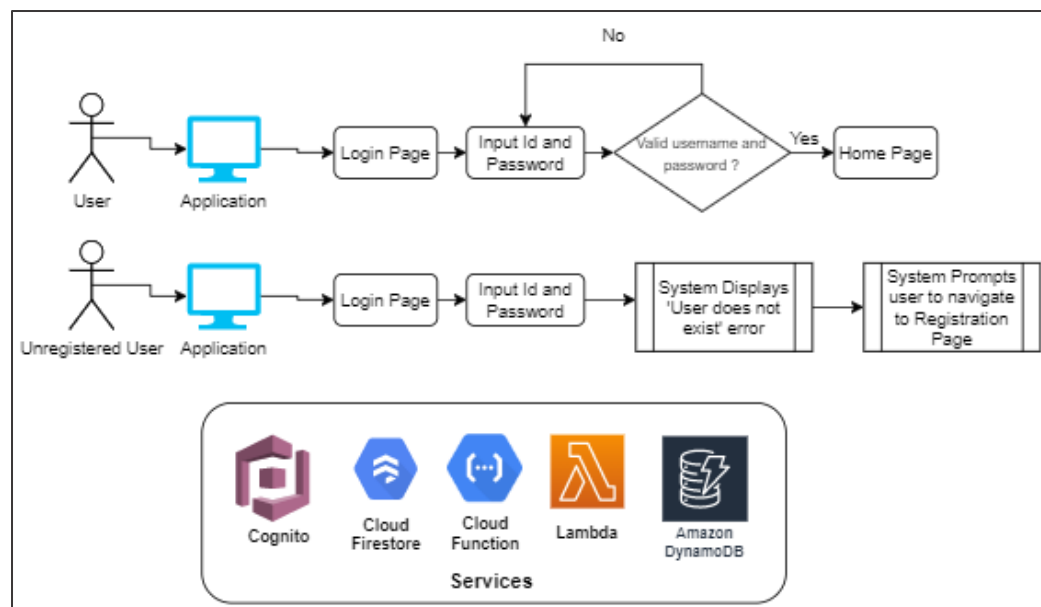 No
User
Application
Login Page
Input Id and
Password
Valid username and
password ?
Yes
Home Page
Unregistered User
Application
Login Page
Input Id and
Password
System Displays
'User does not
exist' error
System Prompts
user to navigate
to Registration
Page
Cognito
Cloud
Firestore
Cloud
Function
Lambda
Amazon
DynamoDB
Services